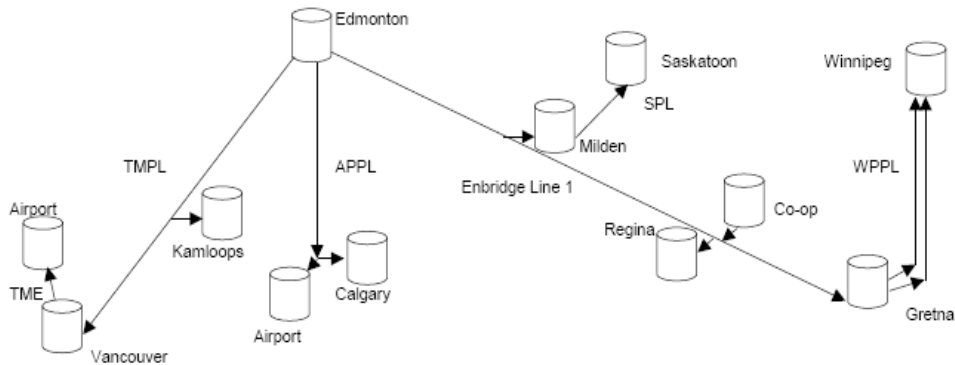 Edmonton
Saskatoon
Winnipeg
SPL
Milden
TMPL
APPL
WPPL
Enbridge Line 1
Airport
Co-op
Regina
Kamloops
TME
Calgary
Gretna
Airport
Vancouver